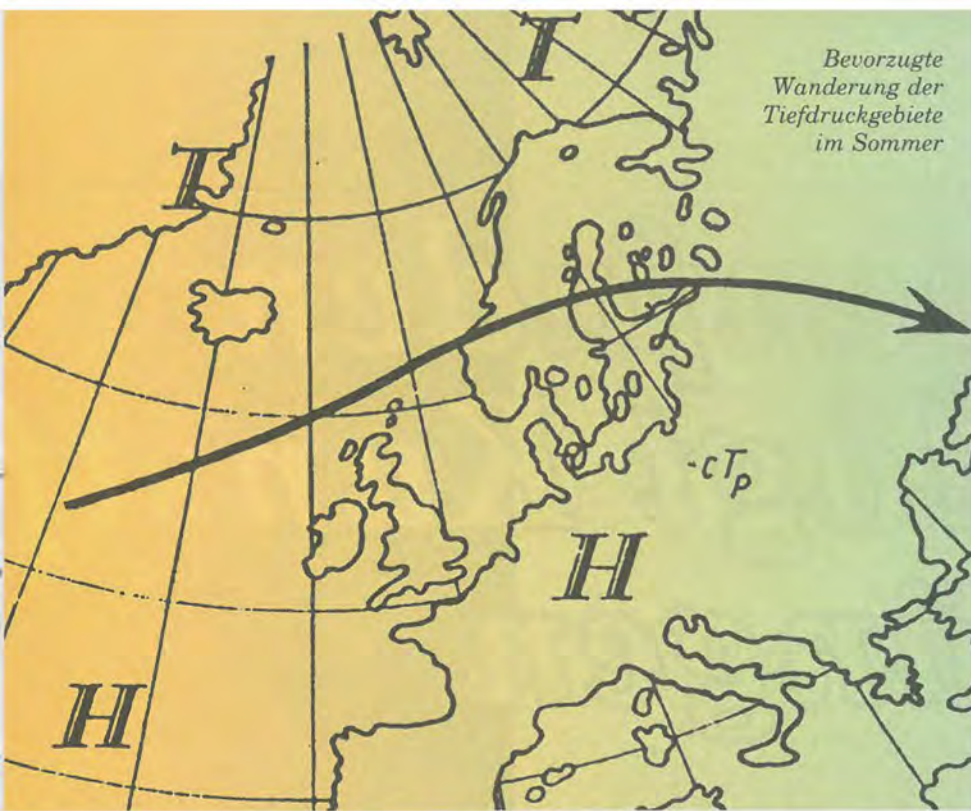 T
Bevorzugte
Wanderung der
Tiefdruckgebiete
im Sommer
T
cTp
H
H